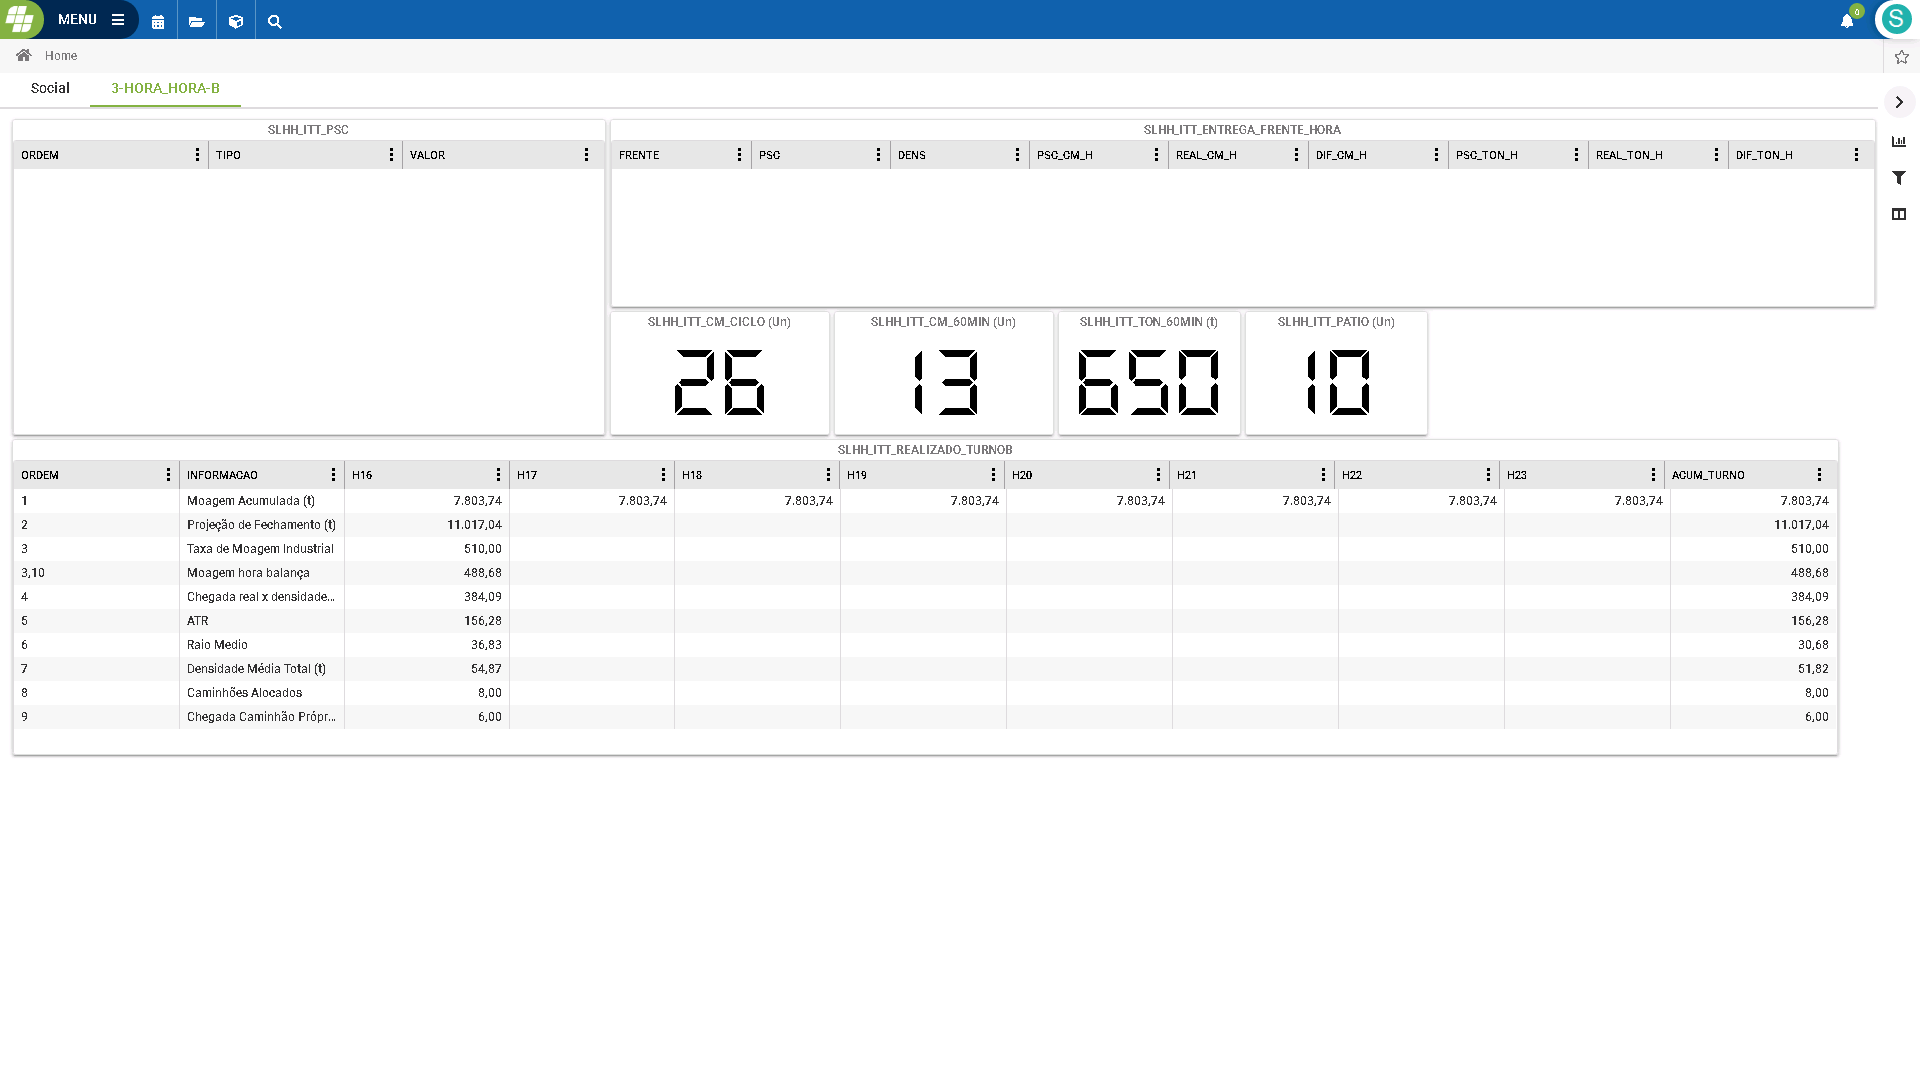 MENU
0
S
Home
Social 3-HORA_HORA-B
SLHH_ITT_PSC
ORDEM TIPO VALOR
SLHH_ITT_ENTREGA_FRENTE_HORA
FRENTE PSC DENS PSC_CM_H REAL_CM_H DIF_CM_H PSC_TON_H REAL_TON_H DIF_TON_H
SLHH_ITT_CM_CICLO (Un)
26
SLHH_ITT_CM_60MIN (Un)
13
SLHH_ITT_TON_60MIN (t)
650
SLHH_ITT_PATIO (Un)
10
SLHH_ITT_REALIZADO_TURNOB
ORDEM INFORMACAO H16 H17 H18 H19 H20 H21 H22 H23 ACUM_TURNO
1 Moagem Acumulada (t) 7.803,74 7.803,74 7.803,74 7.803,74 7.803,74 7.803,74 7.803,74 7.803,74 7.803,74
2 Projeção de Fechamento (t) 11.017,04 11.017,04
3 Taxa de Moagem Industrial 510,00 510,00
3,10 Moagem hora balança 488,68 488,68
4 Chegada real x densidade... 384,09 384,09
5 ATR 156,28 156,28
6 Raio Medio 36,83 30,68
7 Densidade Média Total (t) 54,87 51,82
8 Caminhões Alocados 8,00 8,00
9 Chegada Caminhão Própr... 6,00 6,00